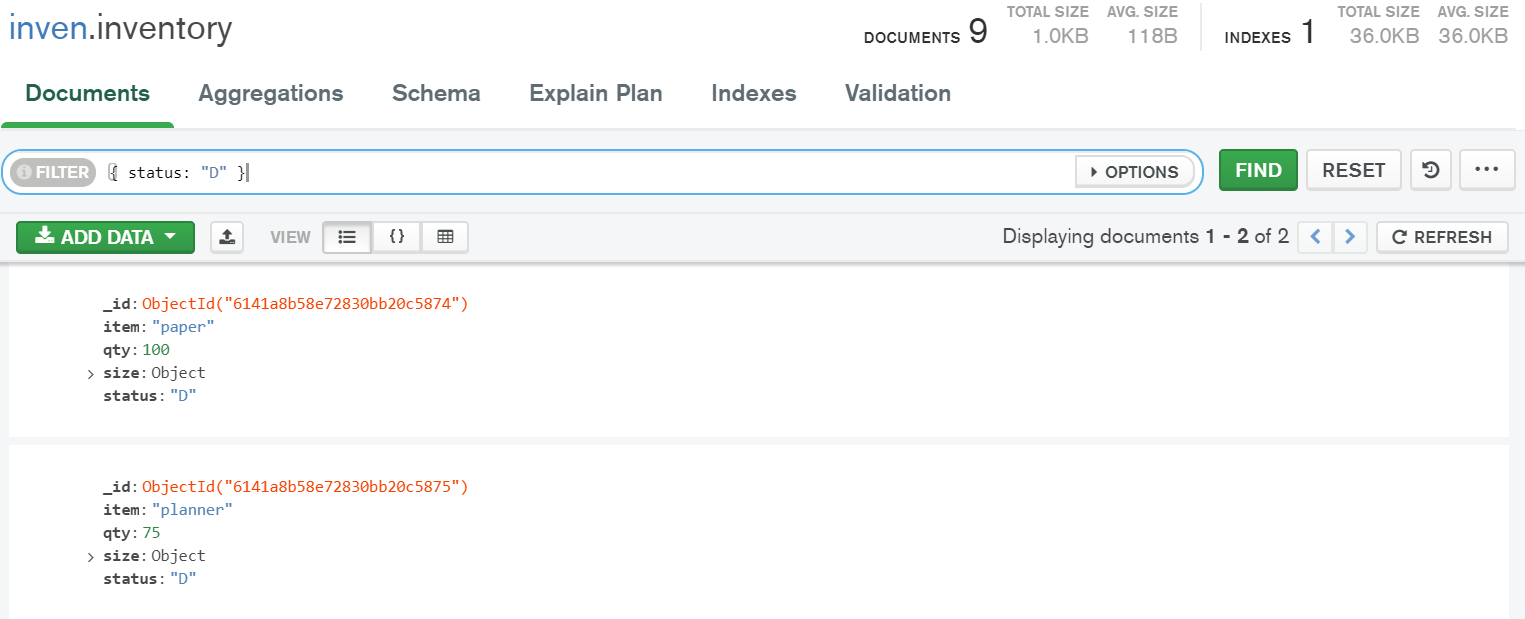 inven.inventory
DOCUMENTS 9 TOTAL SIZE 1.0KB AVG. SIZE 118B INDEXES 1 TOTAL SIZE 36.0KB AVG. SIZE 36.0KB
Documents Aggregations Schema Explain Plan Indexes Validation
FILTER { status: "D" } OPTIONS FIND RESET ...
ADD DATA VIEW {} Displaying documents 1 - 2 of 2 < > REFRESH
_id: ObjectId("6141a8b58e72830bb20c5874")
item: "paper"
qty: 100
> size: Object
status: "D"
_id: ObjectId("6141a8b58e72830bb20c5875")
item: "planner"
qty: 75
> size: Object
status: "D"